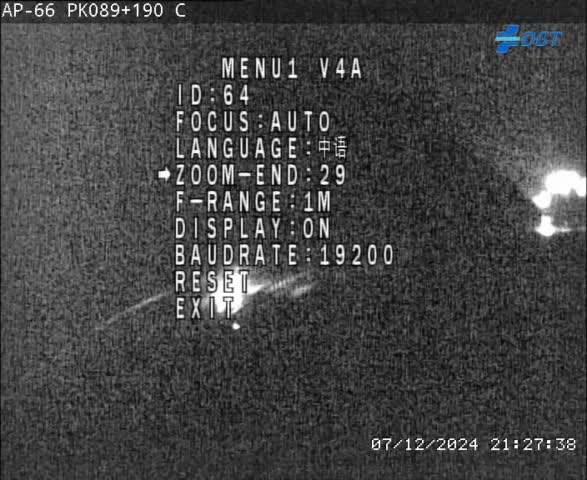 AP-66 PK089+190 C
DGT
MENU1 V4A
ID:64
FOCUS:AUTO
LANGUAGE:中语
ZOOM-END:29
F-RANGE:1M
DISPLAY:ON
BAUDRATE:19200
RESET
EXIT
07/12/2024 21:27:38